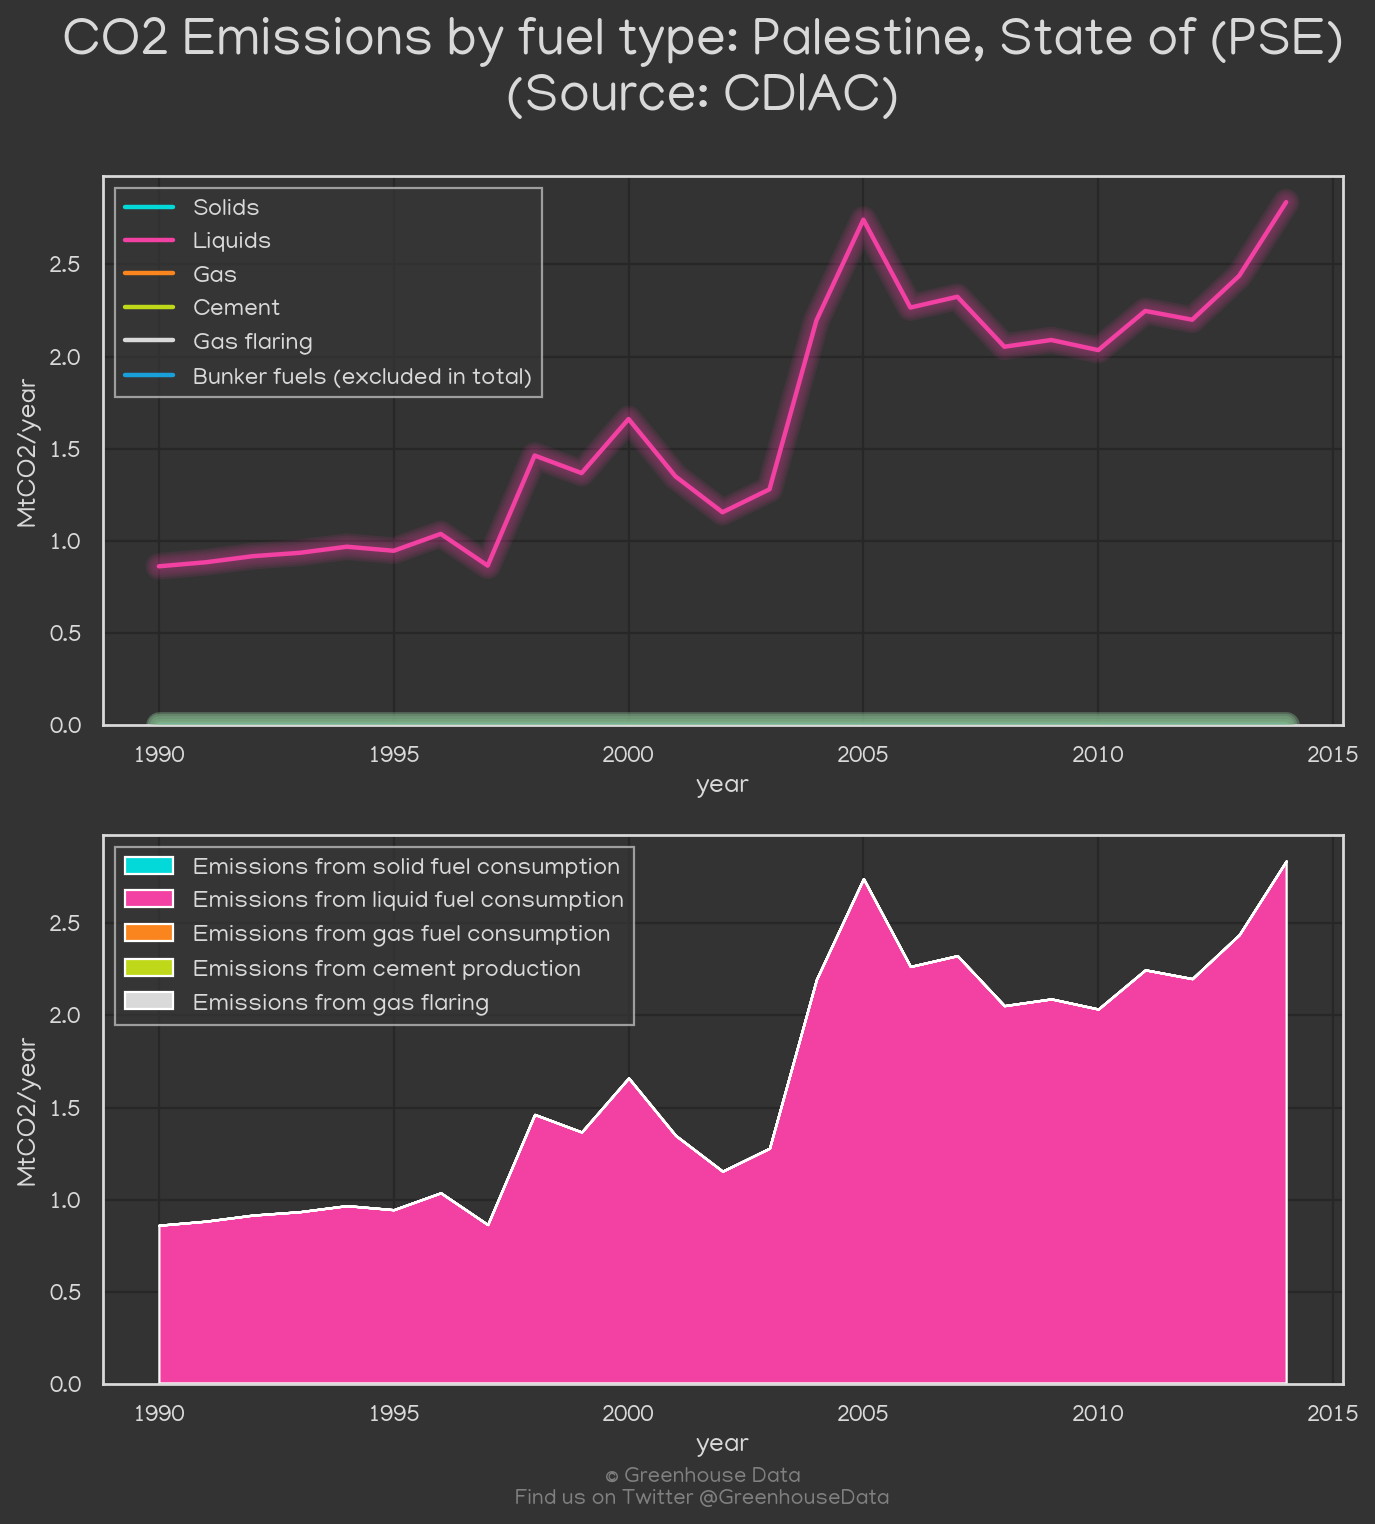 CO2 Emissions by fuel type: Palestine, State of (PSE)
(Source: CDIAC)
Solids
Liquids
Gas
Cement
Gas flaring
Bunker fuels (excluded in total)
MtCO2/year
2.5
2.0
1.5
1.0
0.5
0.0
1990 1995 2000 2005 2010 2015
year
Emissions from solid fuel consumption
Emissions from liquid fuel consumption
Emissions from gas fuel consumption
Emissions from cement production
Emissions from gas flaring
MtCO2/year
2.5
2.0
1.5
1.0
0.5
0.0
1990 1995 2000 2005 2010 2015
year
© Greenhouse Data
Find us on Twitter @GreenhouseData